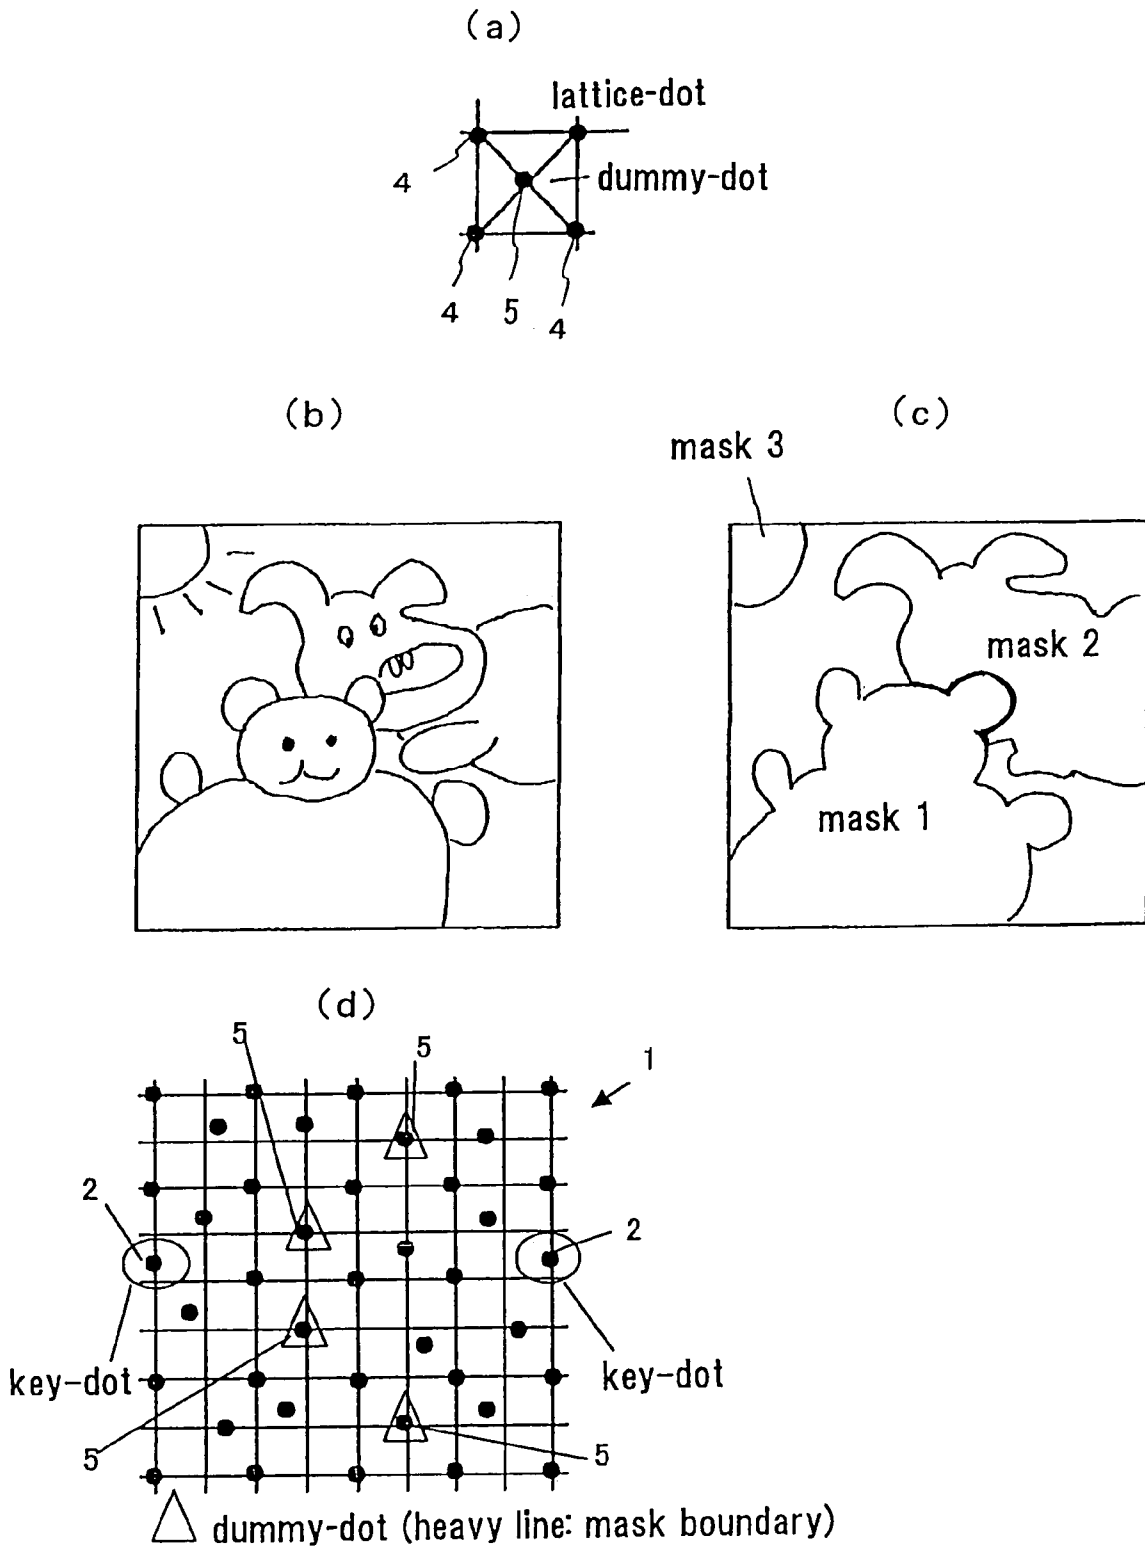 (a)
lattice-dot
4
dummy-dot
4
5
4
(b)
(c)
mask 3
mask 2
mask 1
(d)
5
5
1
2
2
key-dot
key-dot
5
5
dummy-dot (heavy line: mask boundary)